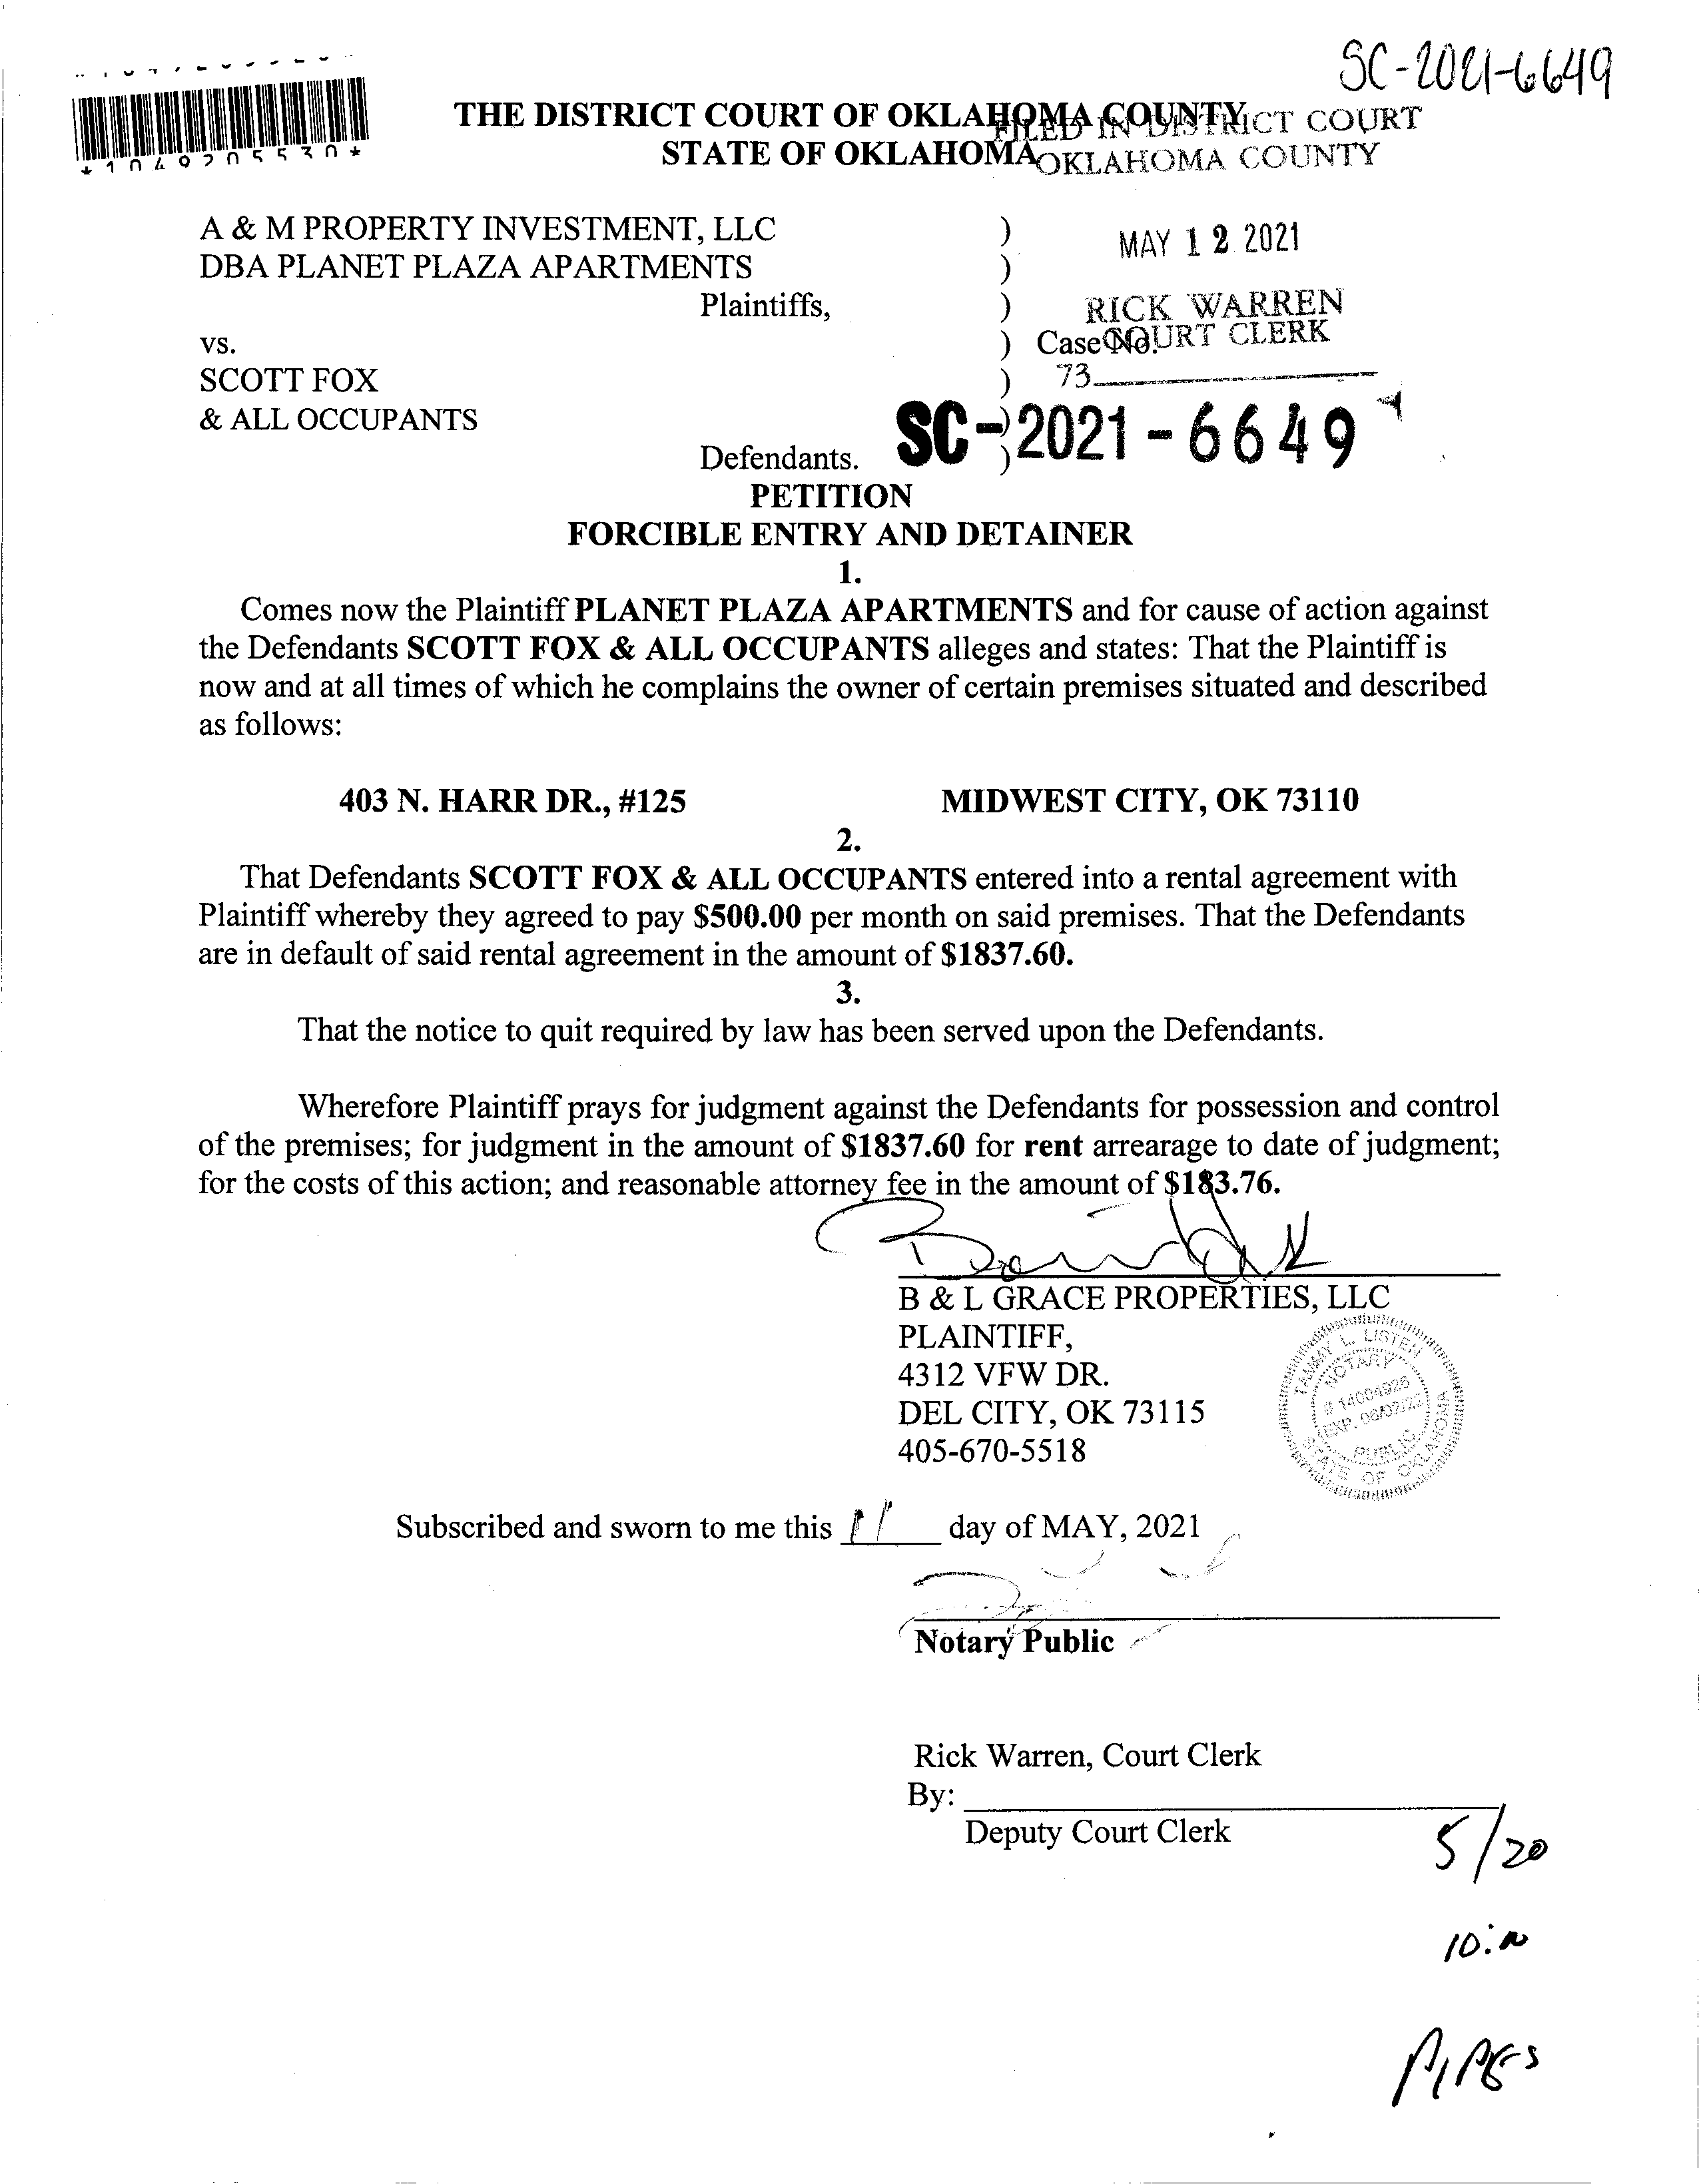 SC-2021-6649
*1049205530*
THE DISTRICT COURT OF OKLAHOMA COUNTY
STATE OF OKLAHOMA
FILED IN DISTRICT COURT
OKLAHOMA COUNTY
A & M PROPERTY INVESTMENT, LLC )
DBA PLANET PLAZA APARTMENTS )
MAY 12 2021
Plaintiffs, )
RICK WARREN
COURT CLERK
vs. ) Case No.
SCOTT FOX ) 73
& ALL OCCUPANTS )
SC-2021-6649
Defendants. )
PETITION
FORCIBLE ENTRY AND DETAINER
1.
Comes now the Plaintiff PLANET PLAZA APARTMENTS and for cause of action against
the Defendants SCOTT FOX & ALL OCCUPANTS alleges and states: That the Plaintiff is
now and at all times of which he complains the owner of certain premises situated and described
as follows:
403 N. HARR DR., #125 MIDWEST CITY, OK 73110
2.
That Defendants SCOTT FOX & ALL OCCUPANTS entered into a rental agreement with
Plaintiff whereby they agreed to pay $500.00 per month on said premises. That the Defendants
are in default of said rental agreement in the amount of $1837.60.
3.
That the notice to quit required by law has been served upon the Defendants.
Wherefore Plaintiff prays for judgment against the Defendants for possession and control
of the premises; for judgment in the amount of $1837.60 for rent arrearage to date of judgment;
for the costs of this action; and reasonable attorney fee in the amount of $183.76.
B & L GRACE PROPERTIES, LLC
PLAINTIFF,
4312 VFW DR.
DEL CITY, OK 73115
405-670-5518
TAMMY L. LISTEN
NOTARY
# 14004926
EXP. 06/02/22
PUBLIC
STATE OF OKLAHOMA
Subscribed and sworn to me this 11 day of MAY, 2021
Notary Public
Rick Warren, Court Clerk
By:
Deputy Court Clerk
5/20
PIPES